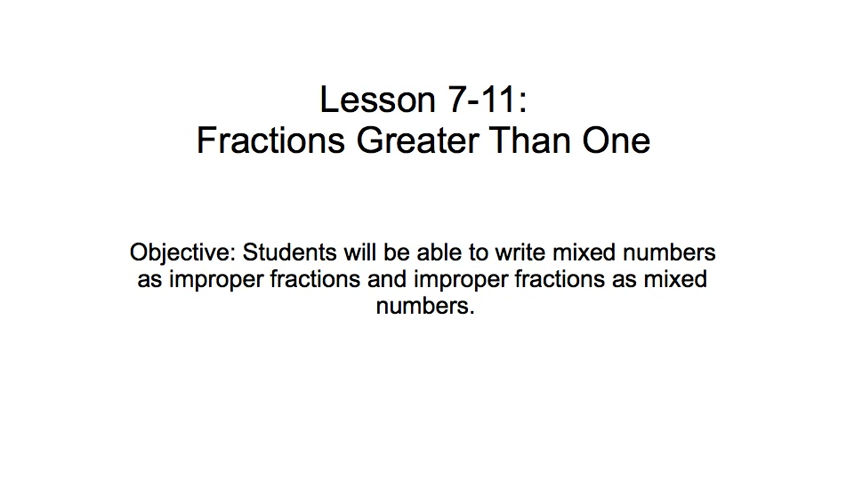 Lesson 7-11:
Fractions Greater Than One
Objective: Students will be able to write mixed numbers
as improper fractions and improper fractions as mixed
numbers.